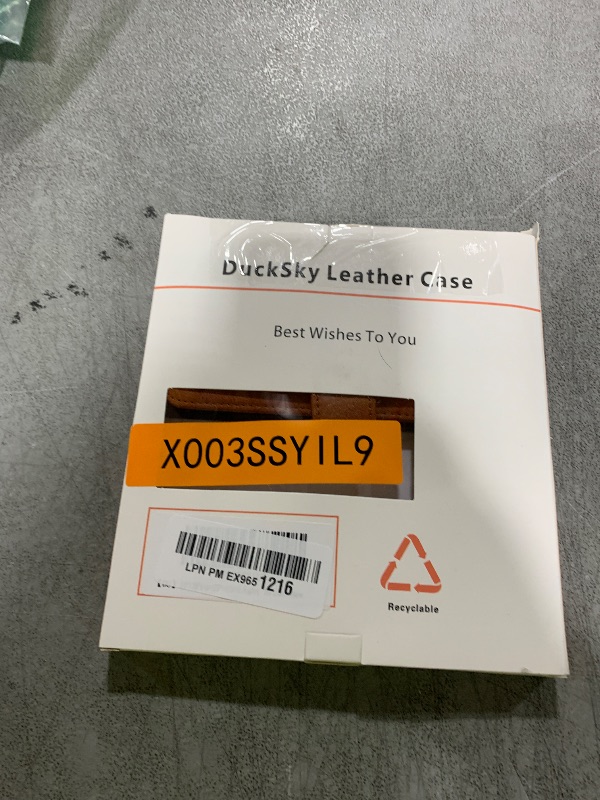 DuckSky Leather Case
Best Wishes To You
X003SSYIL9
LPN PM EX965 1216
Recyclable